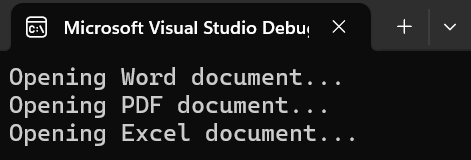 Microsoft Visual Studio Debu
Opening Word document...
Opening PDF document...
Opening Excel document...